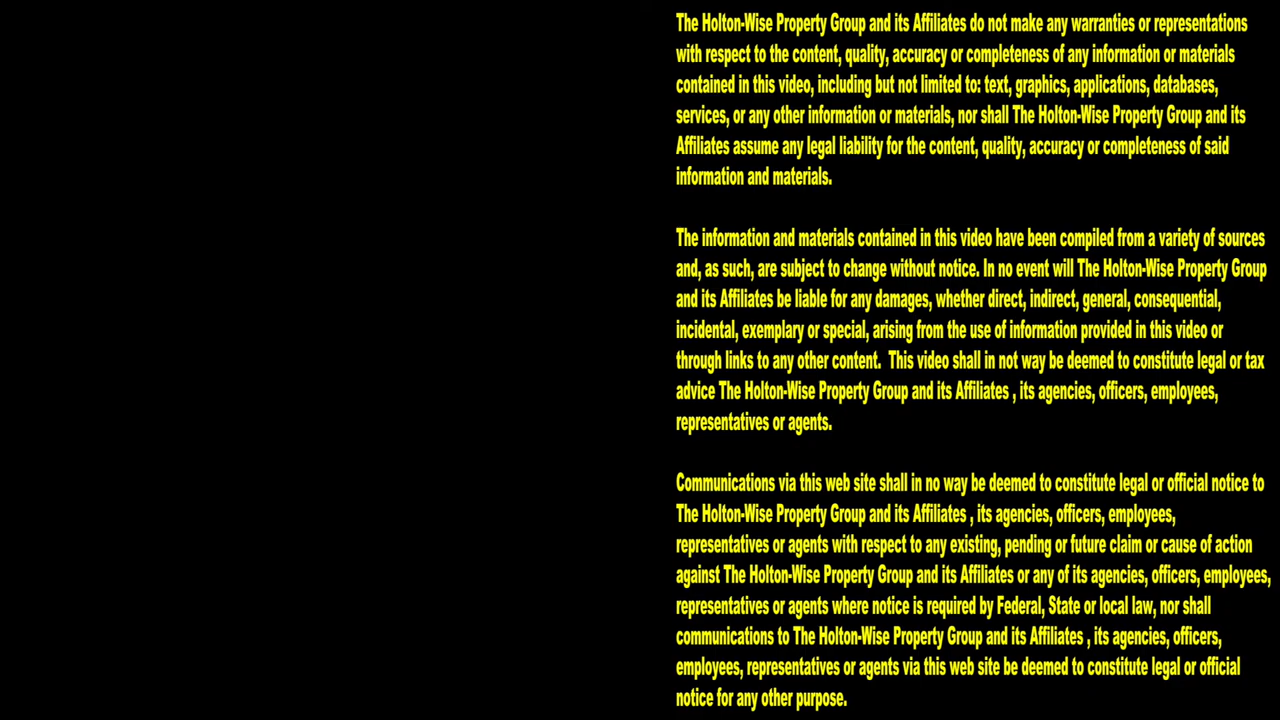 The Holton-Wise Property Group and its Affiliates do not make any warranties or representations
with respect to the content, quality, accuracy or completeness of any information or materials
contained in this video, including but not limited to: text, graphics, applications, databases,
services, or any other information or materials, nor shall The Holton-Wise Property Group and its
Affiliates assume any legal liability for the content, quality, accuracy or completeness of said
information and materials.
The information and materials contained in this video have been compiled from a variety of sources
and, as such, are subject to change without notice. In no event will The Holton-Wise Property Group
and its Affiliates be liable for any damages, whether direct, indirect, general, consequential,
incidental, exemplary or special, arising from the use of information provided in this video or
through links to any other content.  This video shall in not way be deemed to constitute legal or tax
advice The Holton-Wise Property Group and its Affiliates , its agencies, officers, employees,
representatives or agents.
Communications via this web site shall in no way be deemed to constitute legal or official notice to
The Holton-Wise Property Group and its Affiliates , its agencies, officers, employees,
representatives or agents with respect to any existing, pending or future claim or cause of action
against The Holton-Wise Property Group and its Affiliates or any of its agencies, officers, employees,
representatives or agents where notice is required by Federal, State or local law, nor shall
communications to The Holton-Wise Property Group and its Affiliates , its agencies, officers,
employees, representatives or agents via this web site be deemed to constitute legal or official
notice for any other purpose.